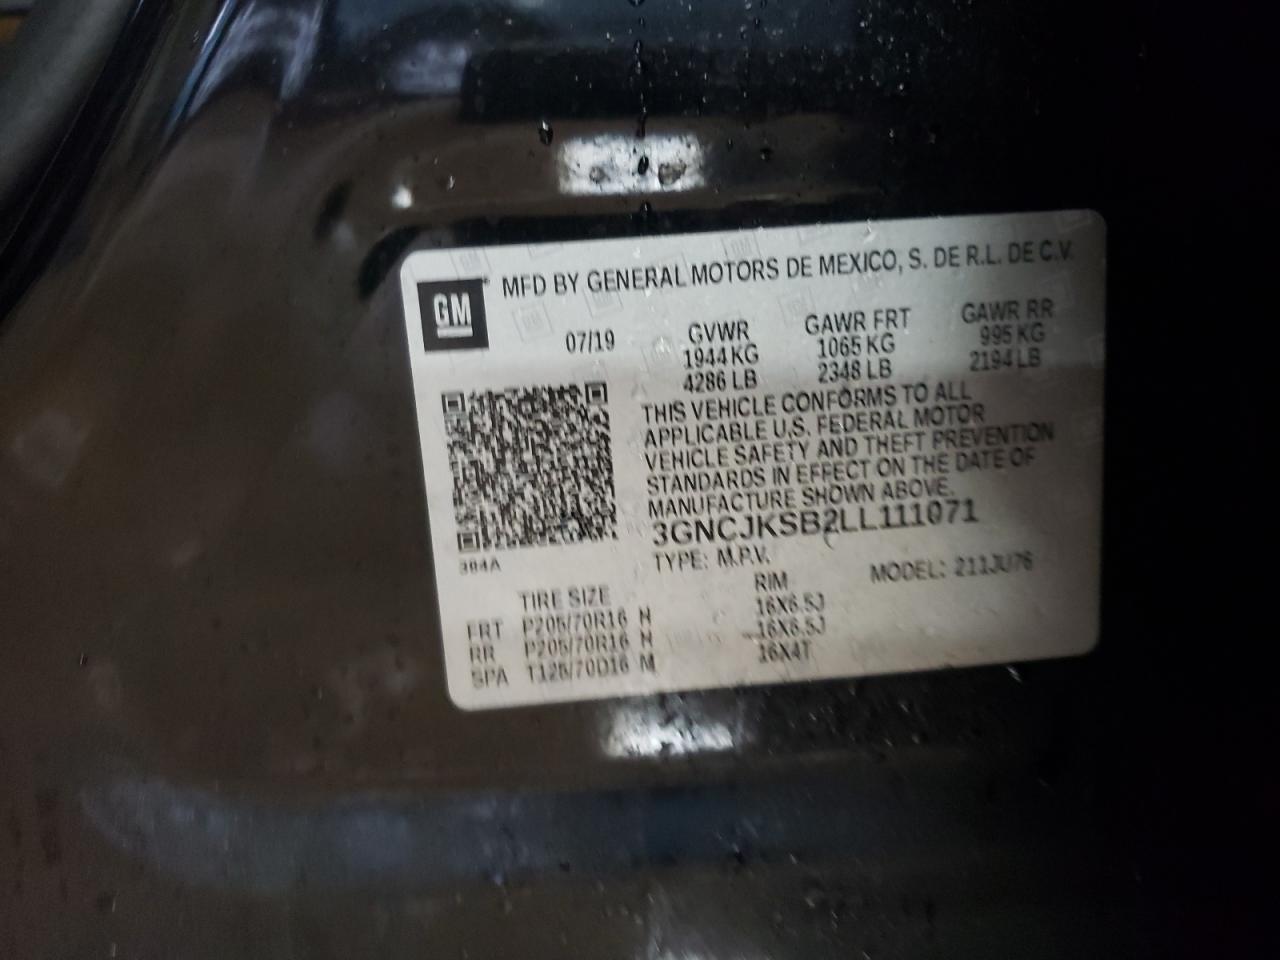 GM
MFD BY GENERAL MOTORS DE MEXICO, S. DE R.L. DE C.V.
07/19 GVWR GAWR FRT GAWR RR
1944 KG 1065 KG 995 KG
4286 LB 2348 LB 2194 LB
THIS VEHICLE CONFORMS TO ALL
APPLICABLE U.S. FEDERAL MOTOR
VEHICLE SAFETY AND THEFT PREVENTION
STANDARDS IN EFFECT ON THE DATE OF
MANUFACTURE SHOWN ABOVE.
3GNCJKSB2LL111071
394A
TYPE: M.P.V. MODEL: 211JU76
TIRE SIZE RIM
FRT P205/70R16 H 16X6.5J
RR P205/70R16 H 16X6.5J
SPA T125/70D16 M 16X4T